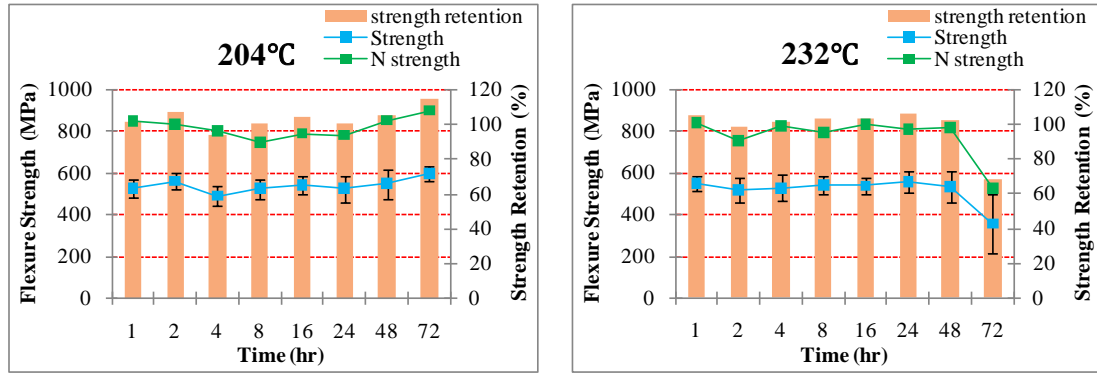 strength retention
Strength
N strength
204℃
Flexure Strength (MPa)
1000
800
600
400
200
0
120
100
80
60
40
20
0
Strength Retention (%)
1 2 4 8 16 24 48 72
Time (hr)
strength retention
Strength
N strength
232℃
Flexure Strength (MPa)
1000
800
600
400
200
0
120
100
80
60
40
20
0
Strength Retention (%)
1 2 4 8 16 24 48 72
Time (hr)